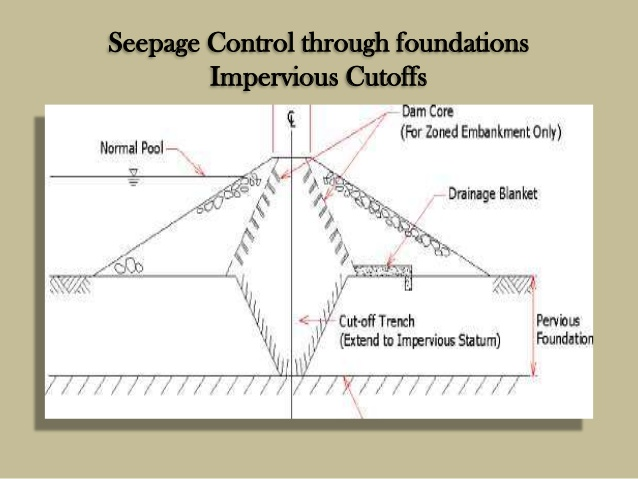 Seepage Control through foundations
Impervious Cutoffs
℄
Dam Core
(For Zoned Embankment Only)
Normal Pool
Drainage Blanket
Cut-off Trench
(Extend to Impervious Statum)
Pervious
Foundation